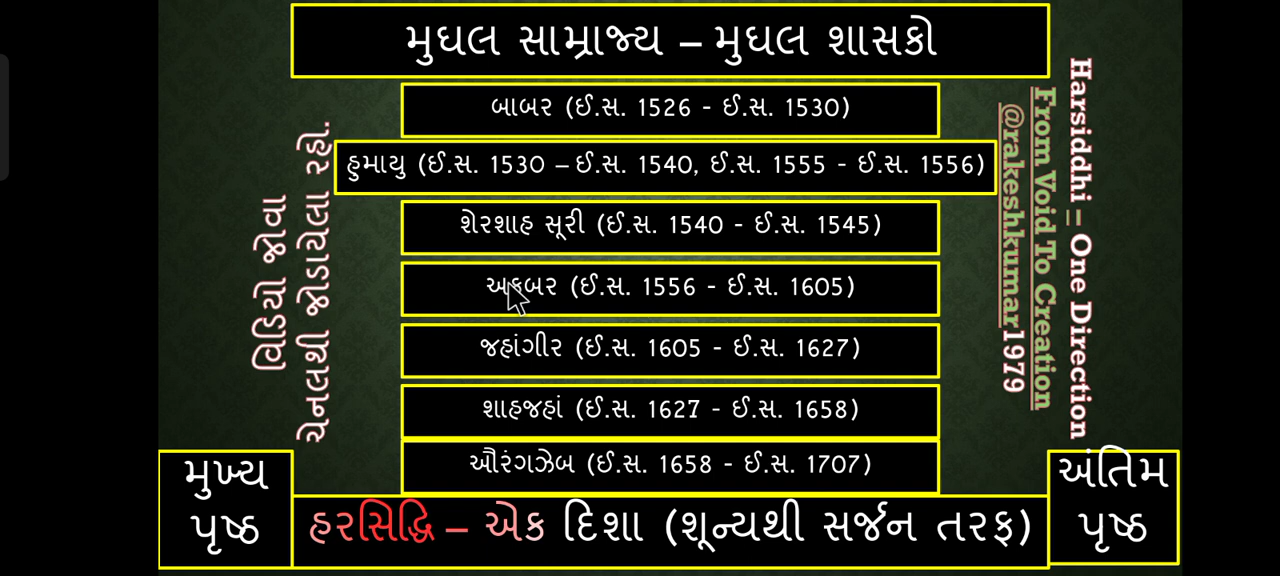 મુઘલ સામ્રાજ્ય – મુઘલ શાસકો
બાબર (ઈ.સ. 1526 - ઈ.સ. 1530)
હુમાયુ (ઈ.સ. 1530 – ઈ.સ. 1540, ઈ.સ. 1555 - ઈ.સ. 1556)
શેરશાહ સૂરી (ઈ.સ. 1540 - ઈ.સ. 1545)
અકબર (ઈ.સ. 1556 - ઈ.સ. 1605)
જહાંગીર (ઈ.સ. 1605 - ઈ.સ. 1627)
શાહજહાં (ઈ.સ. 1627 - ઈ.સ. 1658)
ઔરંગઝેબ (ઈ.સ. 1658 - ઈ.સ. 1707)
વિડિયો જોવા
ચેનલથી જોડાયેલા રહો.
Harsiddhi = One Direction
From Void To Creation
@rakeshkumar1979
મુખ્ય
પૃષ્ઠ
હરસિદ્ધિ – એક દિશા (શૂન્યથી સર્જન તરફ)
અંતિમ
પૃષ્ઠ